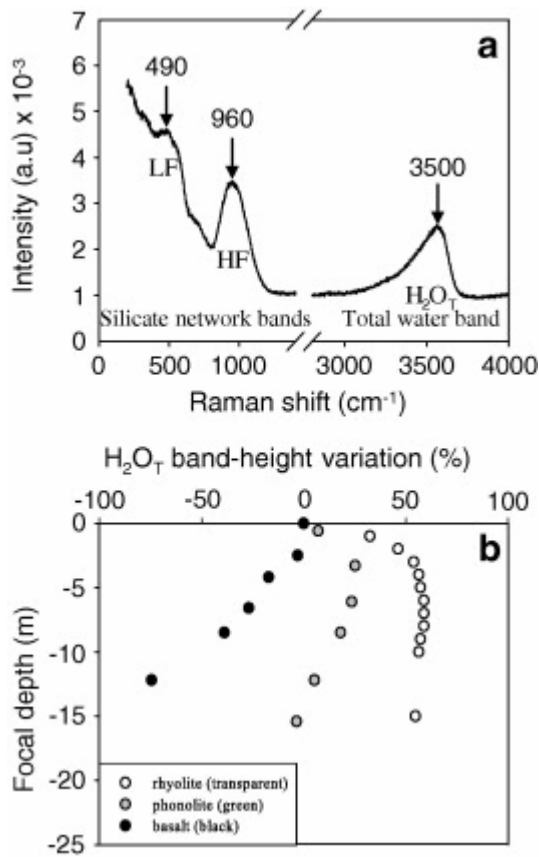 a
7
6
5
4
3
2
1
0
Intensity (a.u) x 10-3
490
960
3500
LF
HF
H2OT
Silicate network bands
Total water band
0 500 1000 3000 3500 4000
Raman shift (cm-1)
H2OT band-height variation (%)
-100 -50 0 50 100
b
0
-5
-10
-15
-20
-25
Focal depth (m)
rhyolite (transparent)
phonolite (green)
basalt (black)